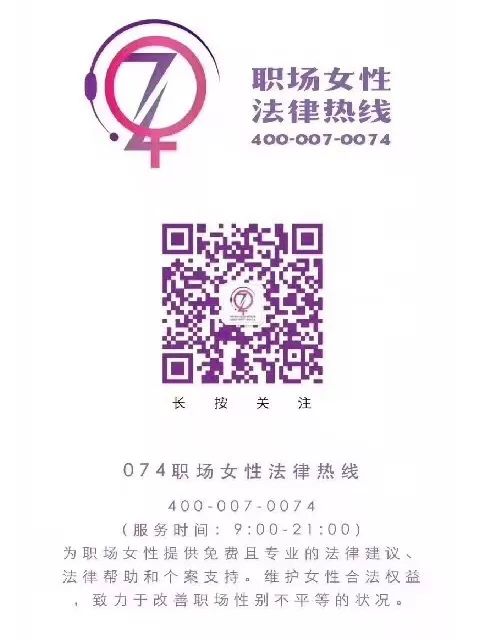 职场女性
法律热线
400-007-0074
长按关注
074职场女性法律热线
400-007-0074
(服务时间：9:00-21:00)
为职场女性提供免费且专业的法律建议、
法律帮助和个案支持。维护女性合法权益
，致力于改善职场性别不平等的状况。